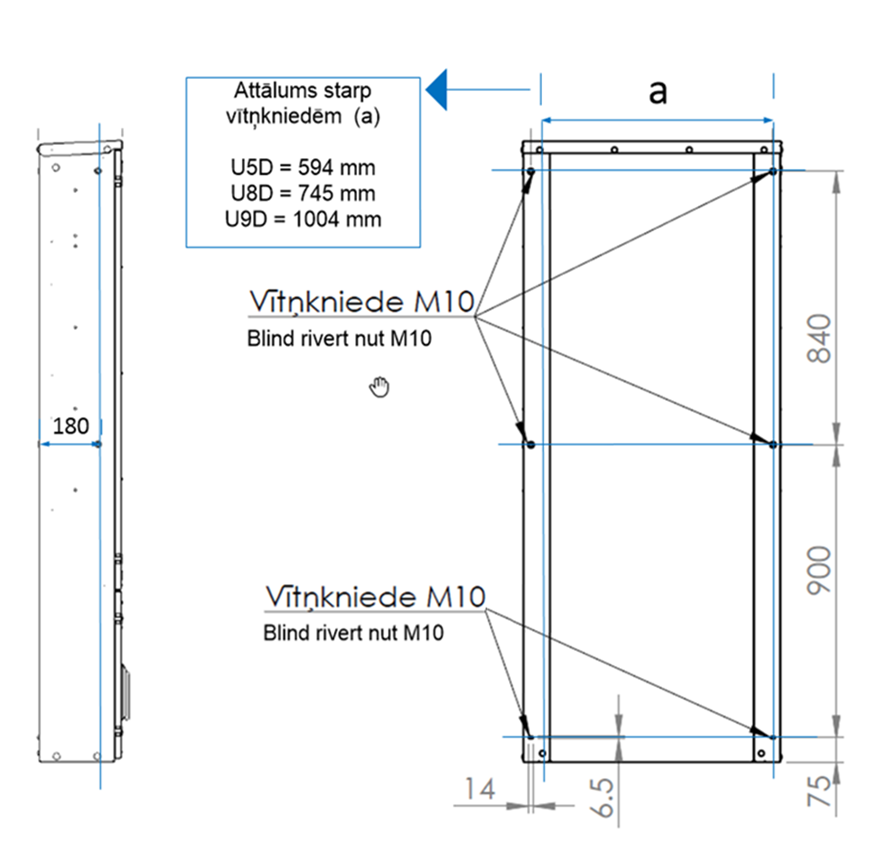 Attālums starp
vītņkniedēm (a)
U5D = 594 mm
U8D = 745 mm
U9D = 1004 mm
a
Vītņkniede M10
Blind rivert nut M10
840
180
900
Vītņkniede M10
Blind rivert nut M10
14
6.5
75